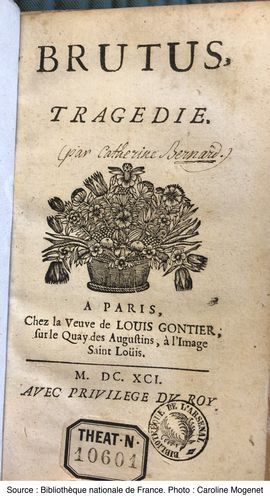 BRUTUS,
TRAGEDIE.
(par Catherine Bernard.)
A PARIS,
Chez la Veuve de LOUIS GONTIER,
sur le Quay des Augustins, à l'Image
Saint Loüis.
M. DC. XCI.
AVEC PRIVILEGE DU ROY.
BIBLIOTHEQUE DE L'ARSENAL
THEAT·N·
10601
Source : Bibliothèque nationale de France. Photo : Caroline Mogenet